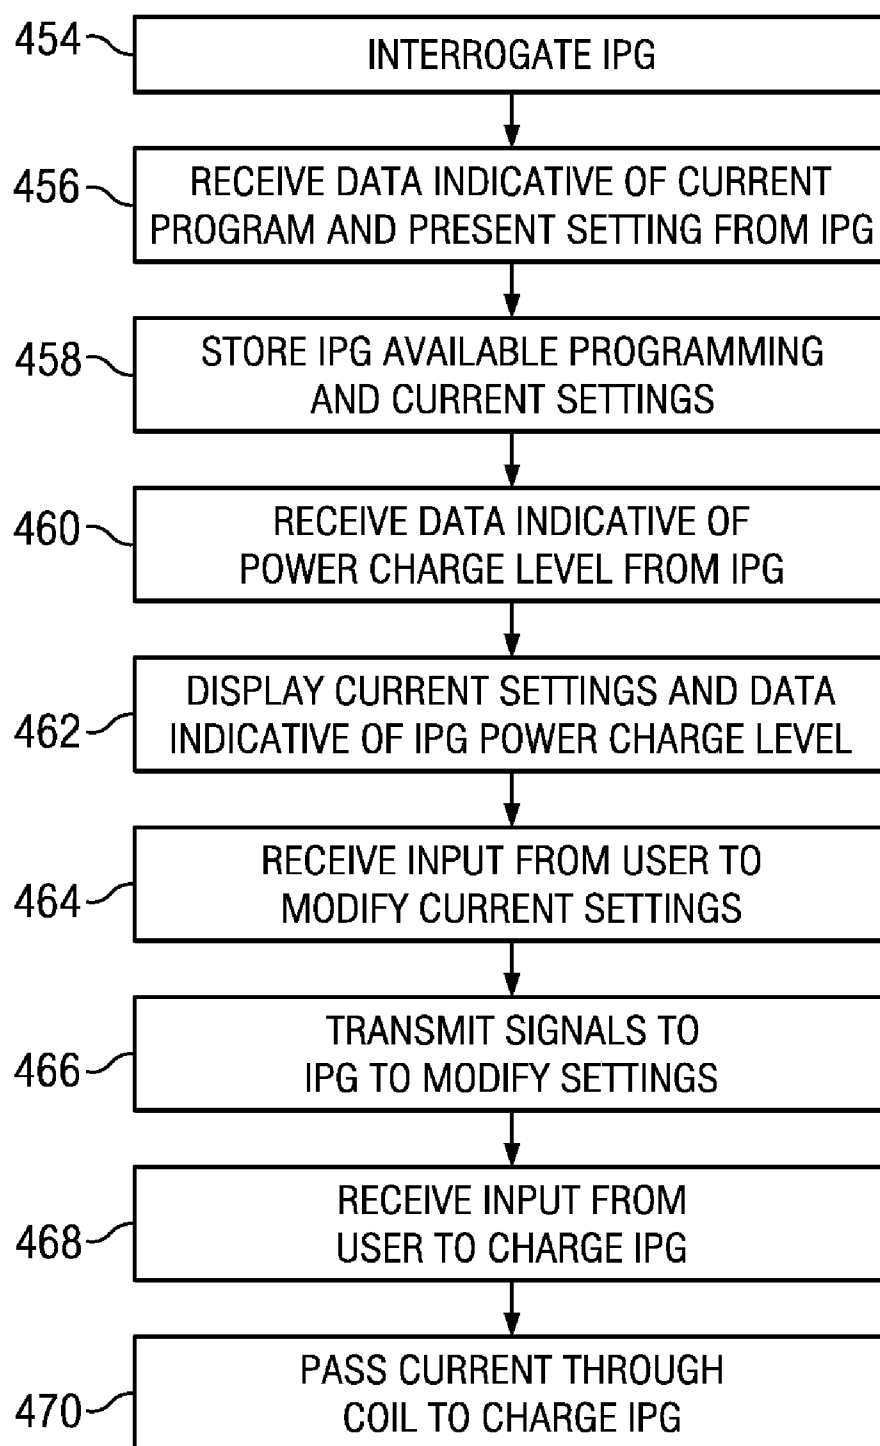 454
INTERROGATE IPG
456
RECEIVE DATA INDICATIVE OF CURRENT
PROGRAM AND PRESENT SETTING FROM IPG
458
STORE IPG AVAILABLE PROGRAMMING
AND CURRENT SETTINGS
460
RECEIVE DATA INDICATIVE OF
POWER CHARGE LEVEL FROM IPG
462
DISPLAY CURRENT SETTINGS AND DATA
INDICATIVE OF IPG POWER CHARGE LEVEL
464
RECEIVE INPUT FROM USER TO
MODIFY CURRENT SETTINGS
466
TRANSMIT SIGNALS TO
IPG TO MODIFY SETTINGS
468
RECEIVE INPUT FROM
USER TO CHARGE IPG
470
PASS CURRENT THROUGH
COIL TO CHARGE IPG